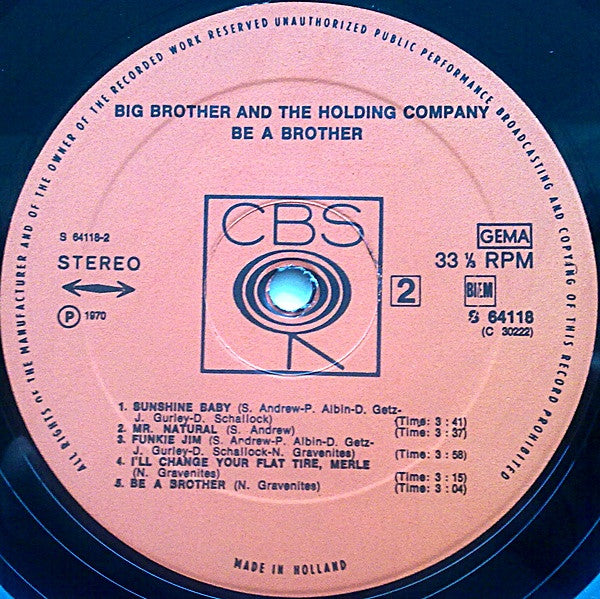 ALL RIGHTS OF THE MANUFACTURER AND OF THE OWNER OF THE RECORDED WORK RESERVED UNAUTHORIZED PUBLIC PERFORMANCE BROADCASTING AND COPYING OF THIS RECORD PROHIBITED
BIG BROTHER AND THE HOLDING COMPANY
BE A BROTHER
CBS
S 64118-2
STEREO
P 1970
GEMA
33 ⅓ RPM
2
BIEM
S 64118
(C 30222)
1. SUNSHINE BABY (S. Andrew-P. Albin-D. Getz-
J. Gurley-D. Schallock) (Time: 3 : 41)
2. MR. NATURAL (S. Andrew) (Time: 3 : 37)
3. FUNKIE JIM (S. Andrew-P. Albin-D. Getz-
J. Gurley-D. Schallock-N. Gravenites) (Time: 3 : 58)
4. I'LL CHANGE YOUR FLAT TIRE, MERLE
(N. Gravenites) (Time: 3 : 15)
5. BE A BROTHER (N. Gravenites) (Time: 3 : 04)
MADE IN HOLLAND